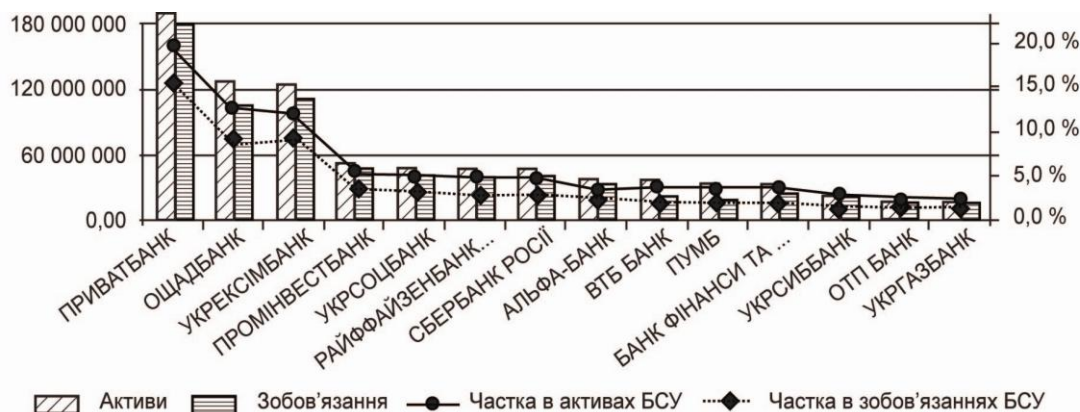 180 000 000
120 000 000
60 000 000
0,00
20,0 %
15,0 %
10,0 %
5,0 %
0,0 %
ПРИВАТБАНК
ОЩАДБАНК
УКРЕКСІМБАНК
ПРОМІНВЕСТБАНК
УКРСОЦБАНК
РАЙФФАЙЗЕНБАНК...
СБЕРБАНК РОСІЇ
АЛЬФА-БАНК
ВТБ БАНК
ПУМБ
БАНК ФІНАНСИ ТА ...
УКРСИББАНК
ОТП БАНК
УКРГАЗБАНК
Активи Зобов'язання Частка в активах БСУ Частка в зобов'язаннях БСУ